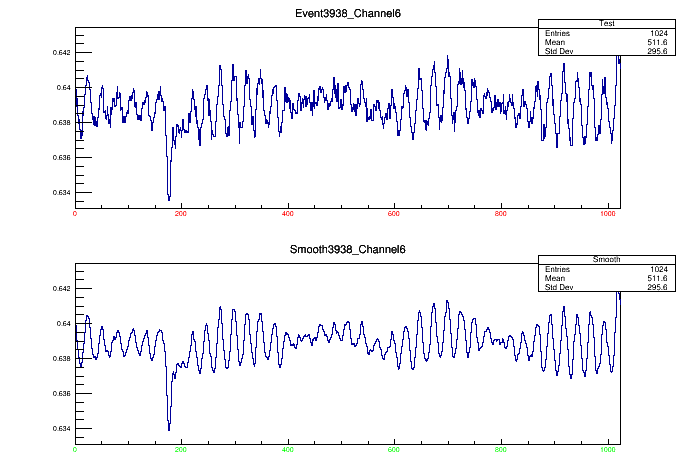 Event3938_Channel6
Test
Entries 1024
Mean 511.6
Std Dev 295.6
0.642
0.64
0.638
0.636
0.634
0 200 400 600 800 1000
Smooth3938_Channel6
Smooth
Entries 1024
Mean 511.6
Std Dev 295.6
0.642
0.64
0.638
0.636
0.634
0 200 400 600 800 1000